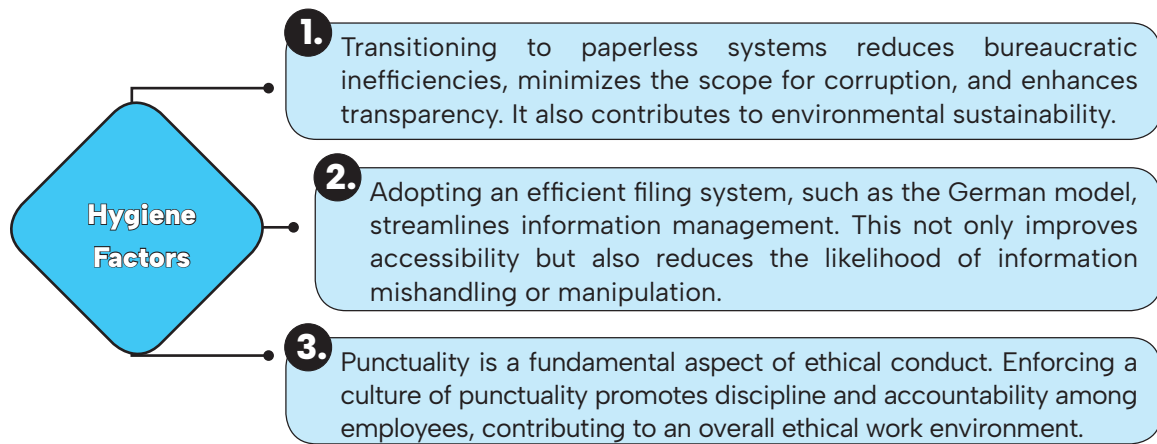 Hygiene
Factors
1.
Transitioning to paperless systems reduces bureaucratic
inefficiencies, minimizes the scope for corruption, and enhances
transparency. It also contributes to environmental sustainability.
2.
Adopting an efficient filing system, such as the German model,
streamlines information management. This not only improves
accessibility but also reduces the likelihood of information
mishandling or manipulation.
3.
Punctuality is a fundamental aspect of ethical conduct. Enforcing a
culture of punctuality promotes discipline and accountability among
employees, contributing to an overall ethical work environment.